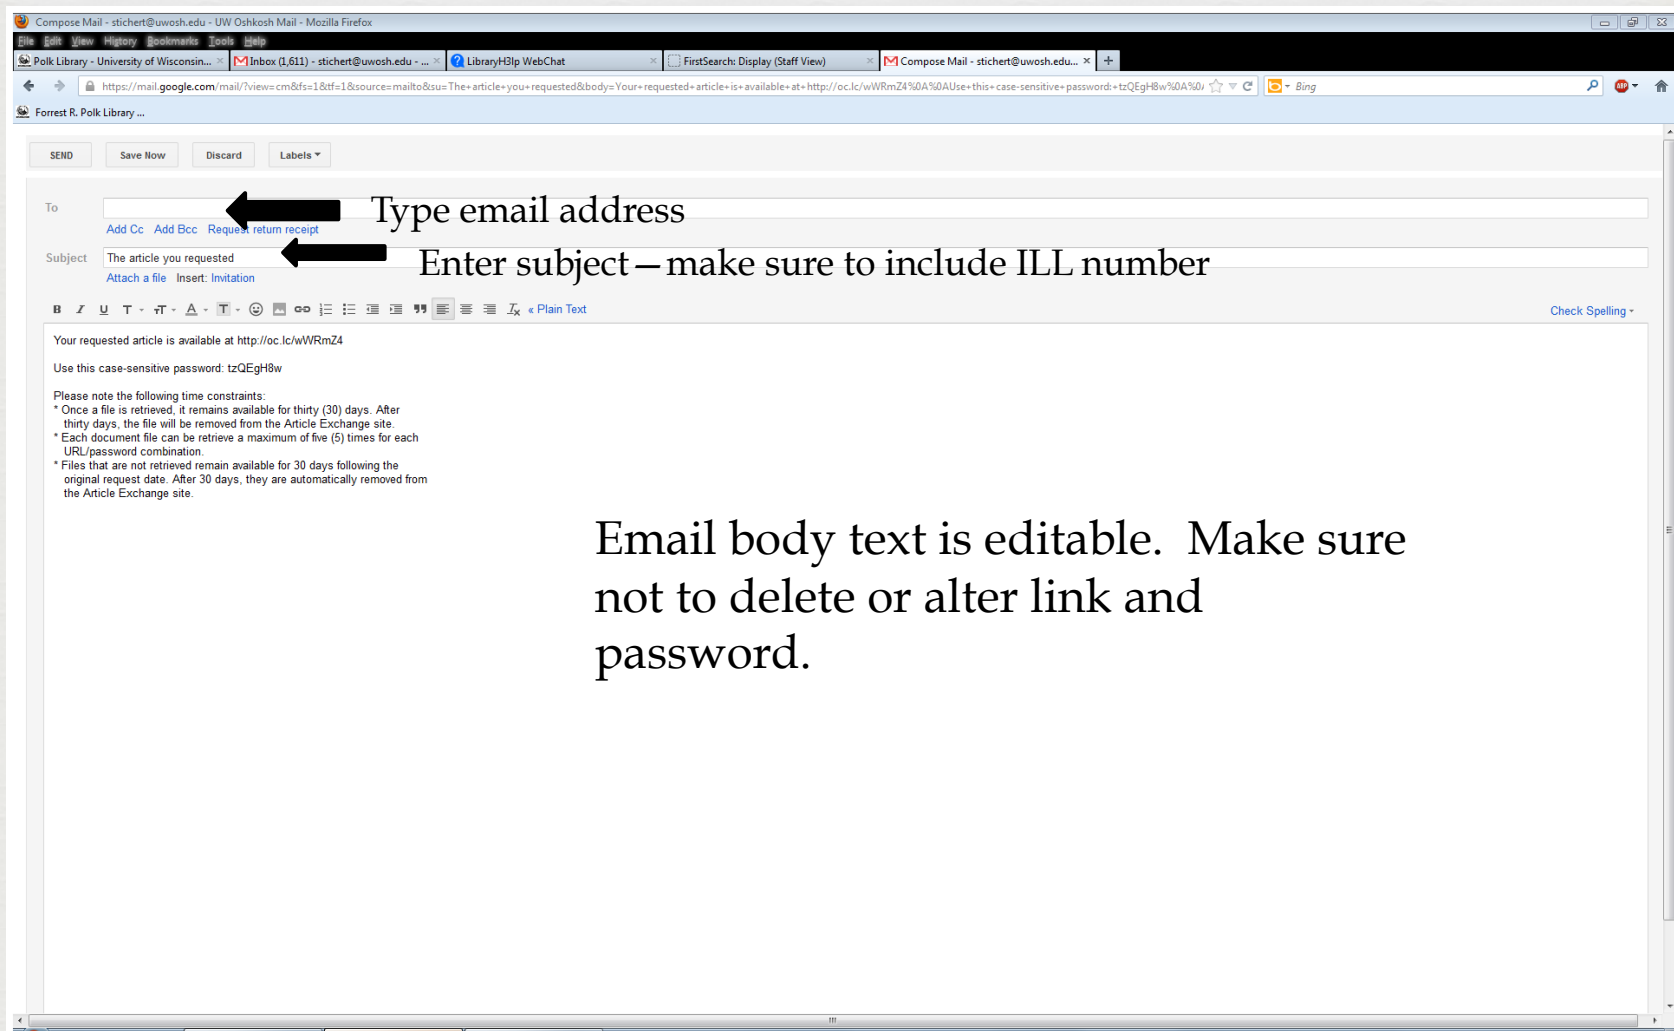 Compose Mail - stichert@uwosh.edu - UW Oshkosh Mail - Mozilla Firefox
File Edit View History Bookmarks Tools Help
Polk Library - University of Wisconsin... Inbox (1,611) - stichert@uwosh.edu - ... LibraryH3lp WebChat FirstSearch: Display (Staff View) Compose Mail - stichert@uwosh.edu...
https://mail.google.com/mail/?view=cm&fs=1&tf=1&source=mailto&su=The+article+you+requested&body=Your+requested+article+is+available+at+http://oc.lc/wWRmZ4%0A%0AUse+this+case-sensitive+password:+tzQEgH8w%0A%0 Bing ABP
Forrest R. Polk Library ...
SEND Save Now Discard Labels
To Type email address
Add Cc Add Bcc Request return receipt
Subject The article you requested Enter subject—make sure to include ILL number
Attach a file Insert: Invitation
B I U T T A T « Plain Text Check Spelling
Your requested article is available at http://oc.lc/wWRmZ4
Use this case-sensitive password: tzQEgH8w
Please note the following time constraints:
* Once a file is retrieved, it remains available for thirty (30) days. After
thirty days, the file will be removed from the Article Exchange site.
* Each document file can be retrieve a maximum of five (5) times for each
URL/password combination.
* Files that are not retrieved remain available for 30 days following the
original request date. After 30 days, they are automatically removed from
the Article Exchange site.
Email body text is editable. Make sure
not to delete or alter link and
password.